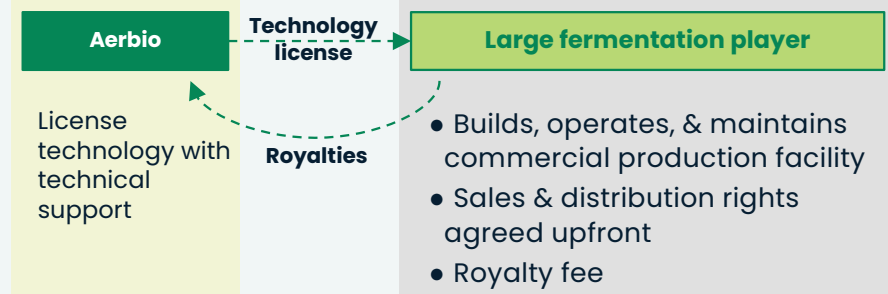 Aerbio
Technology
license
Large fermentation player
License
technology with
technical
support
Royalties
● Builds, operates, & maintains
commercial production facility
● Sales & distribution rights
agreed upfront
● Royalty fee